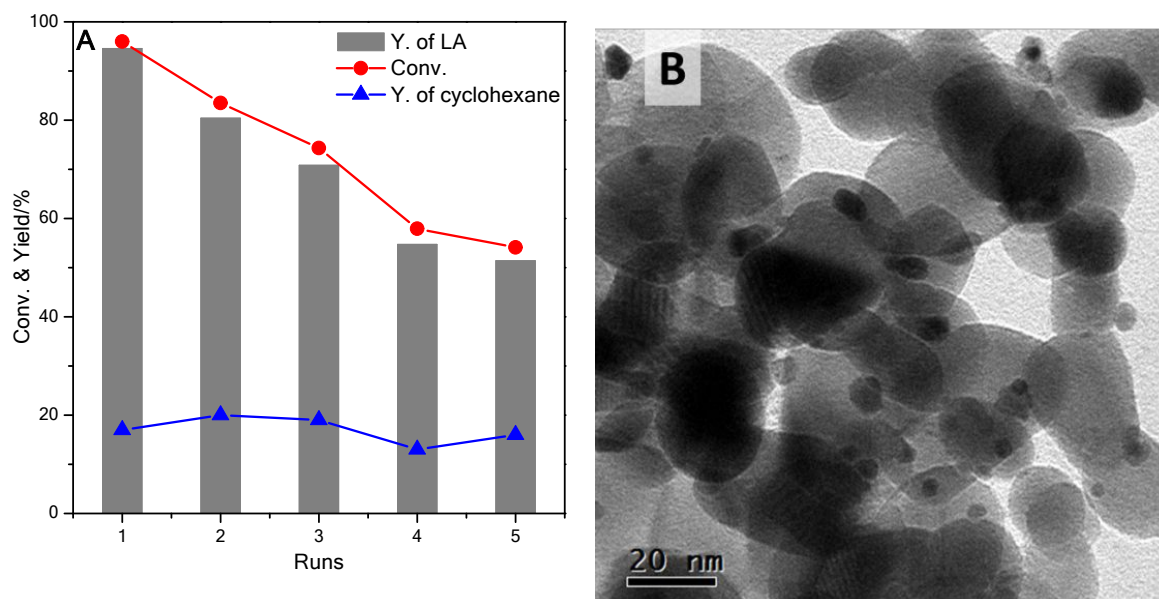 A
Y. of LA
Conv.
Y. of cyclohexane
100
80
60
40
20
0
Conv. & Yield/%
1 2 3 4 5
Runs
B
20 nm